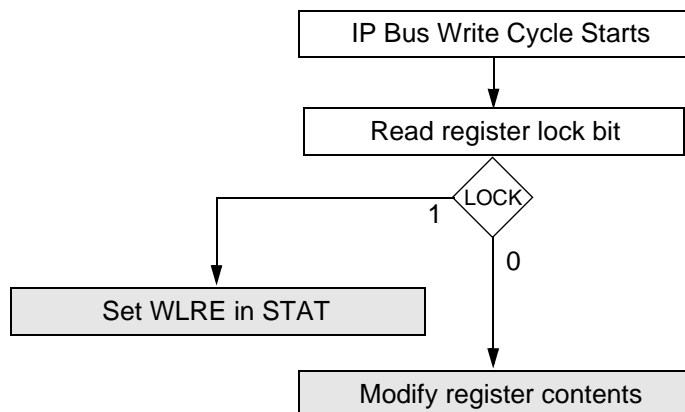 IP Bus Write Cycle Starts
Read register lock bit
LOCK
1
0
Set WLRE in STAT
Modify register contents